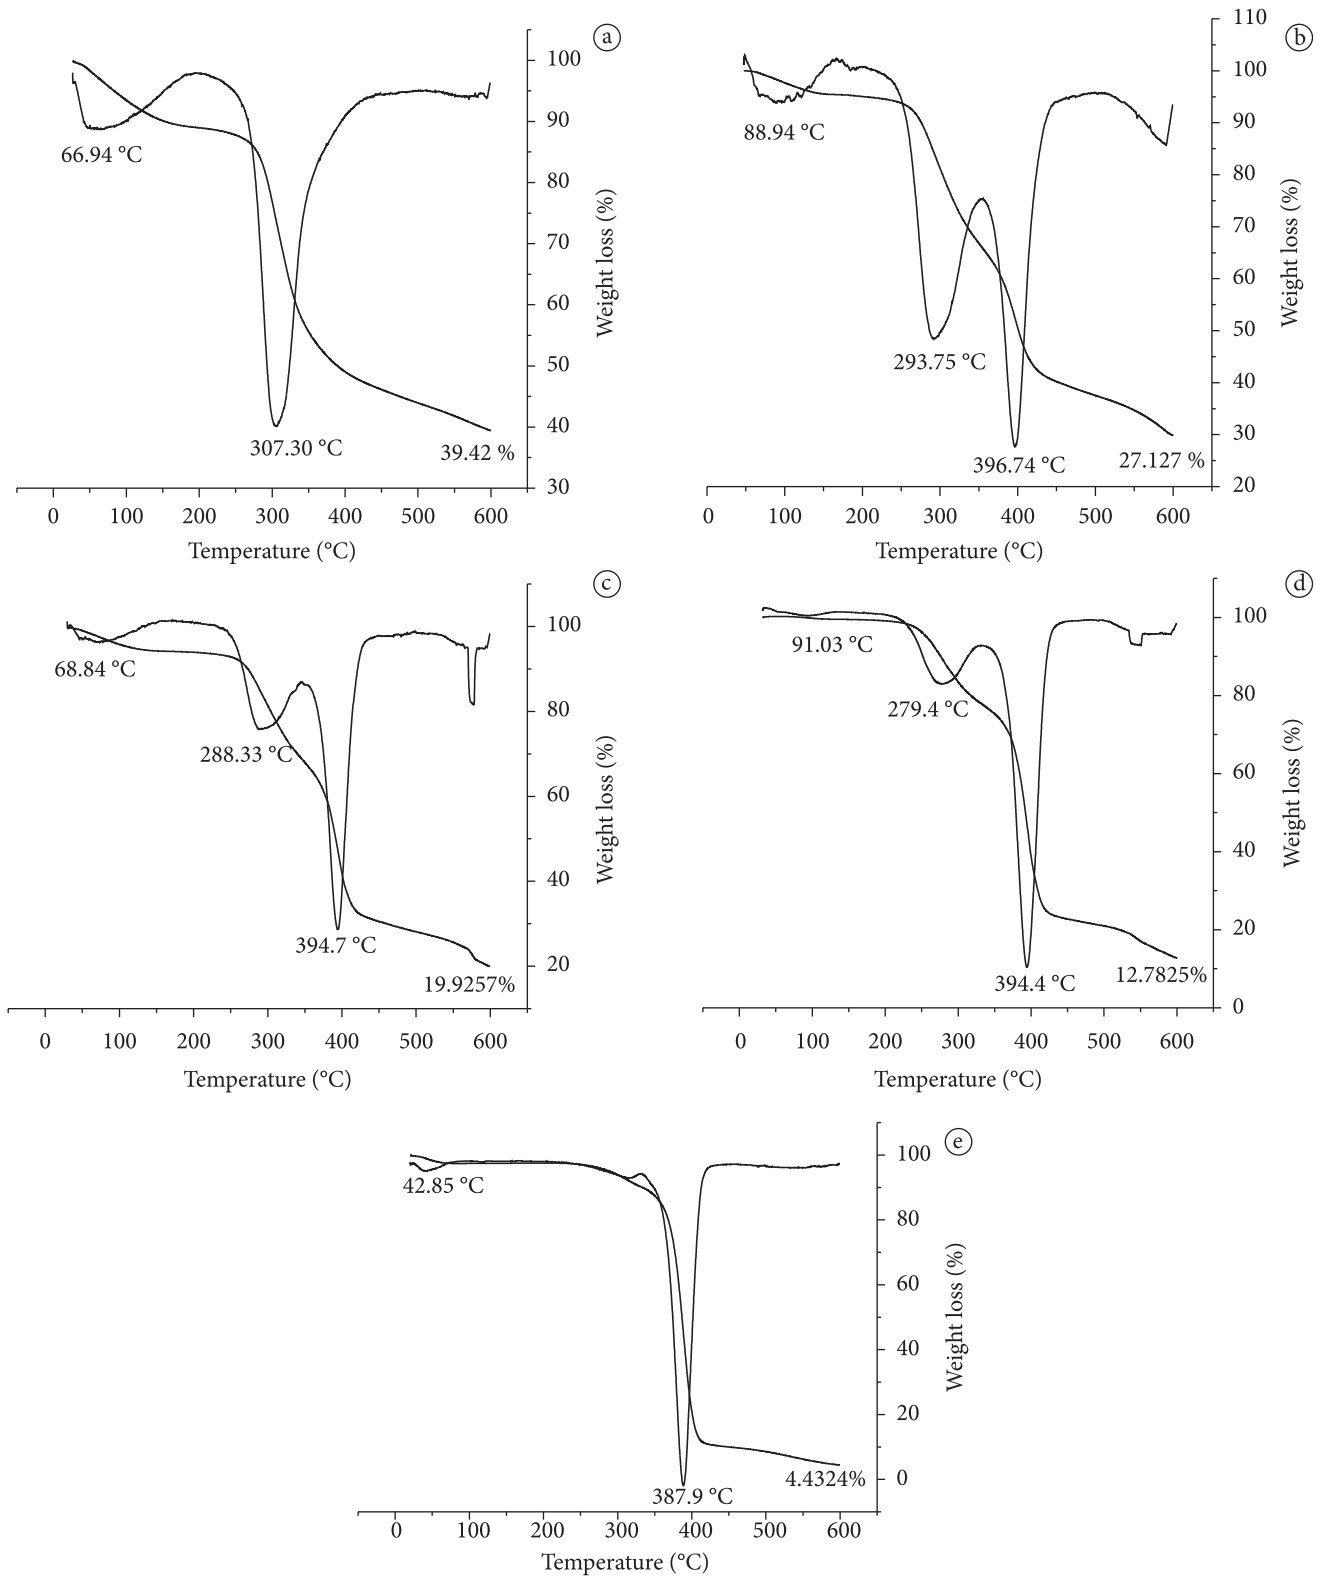 a
100
90
80
70
60
50
40
30
Weight loss (%)
66.94 °C
307.30 °C
39.42 %
0 100 200 300 400 500 600
Temperature (°C)
b
110
100
90
80
70
60
50
40
30
20
Weight loss (%)
88.94 °C
293.75 °C
396.74 °C
27.127 %
0 100 200 300 400 500 600
Temperature (°C)
c
100
80
60
40
20
Weight loss (%)
68.84 °C
288.33 °C
394.7 °C
19.9257%
0 100 200 300 400 500 600
Temperature (°C)
d
100
80
60
40
20
0
Weight loss (%)
91.03 °C
279.4 °C
394.4 °C
12.7825%
0 100 200 300 400 500 600
Temperature (°C)
e
100
80
60
40
20
0
Weight loss (%)
42.85 °C
4.4324%
387.9 °C
0 100 200 300 400 500 600
Temperature (°C)